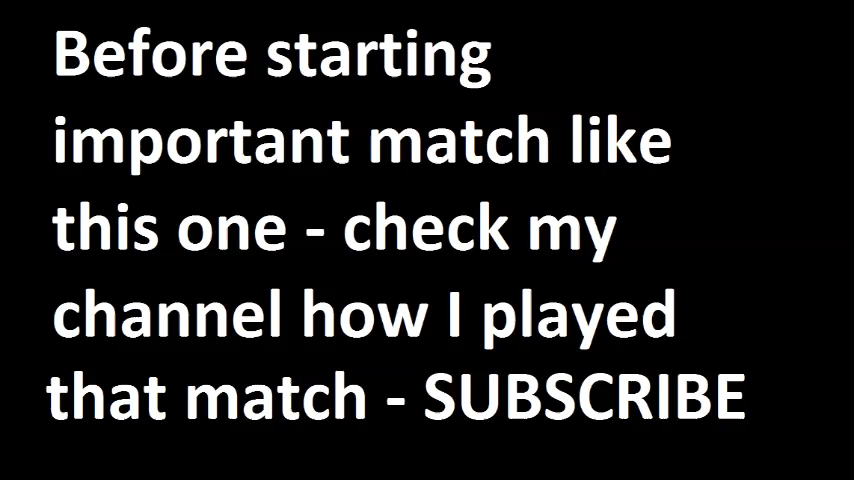 Before starting
important match like
this one - check my
channel how I played
that match - SUBSCRIBE